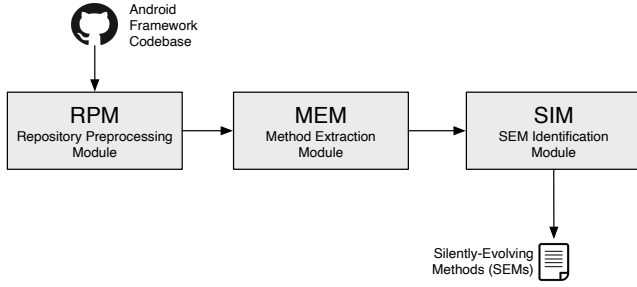 Android
Framework
Codebase
RPM
Repository Preprocessing
Module
MEM
Method Extraction
Module
SIM
SEM Identification
Module
Silently-Evolving
Methods (SEMs)